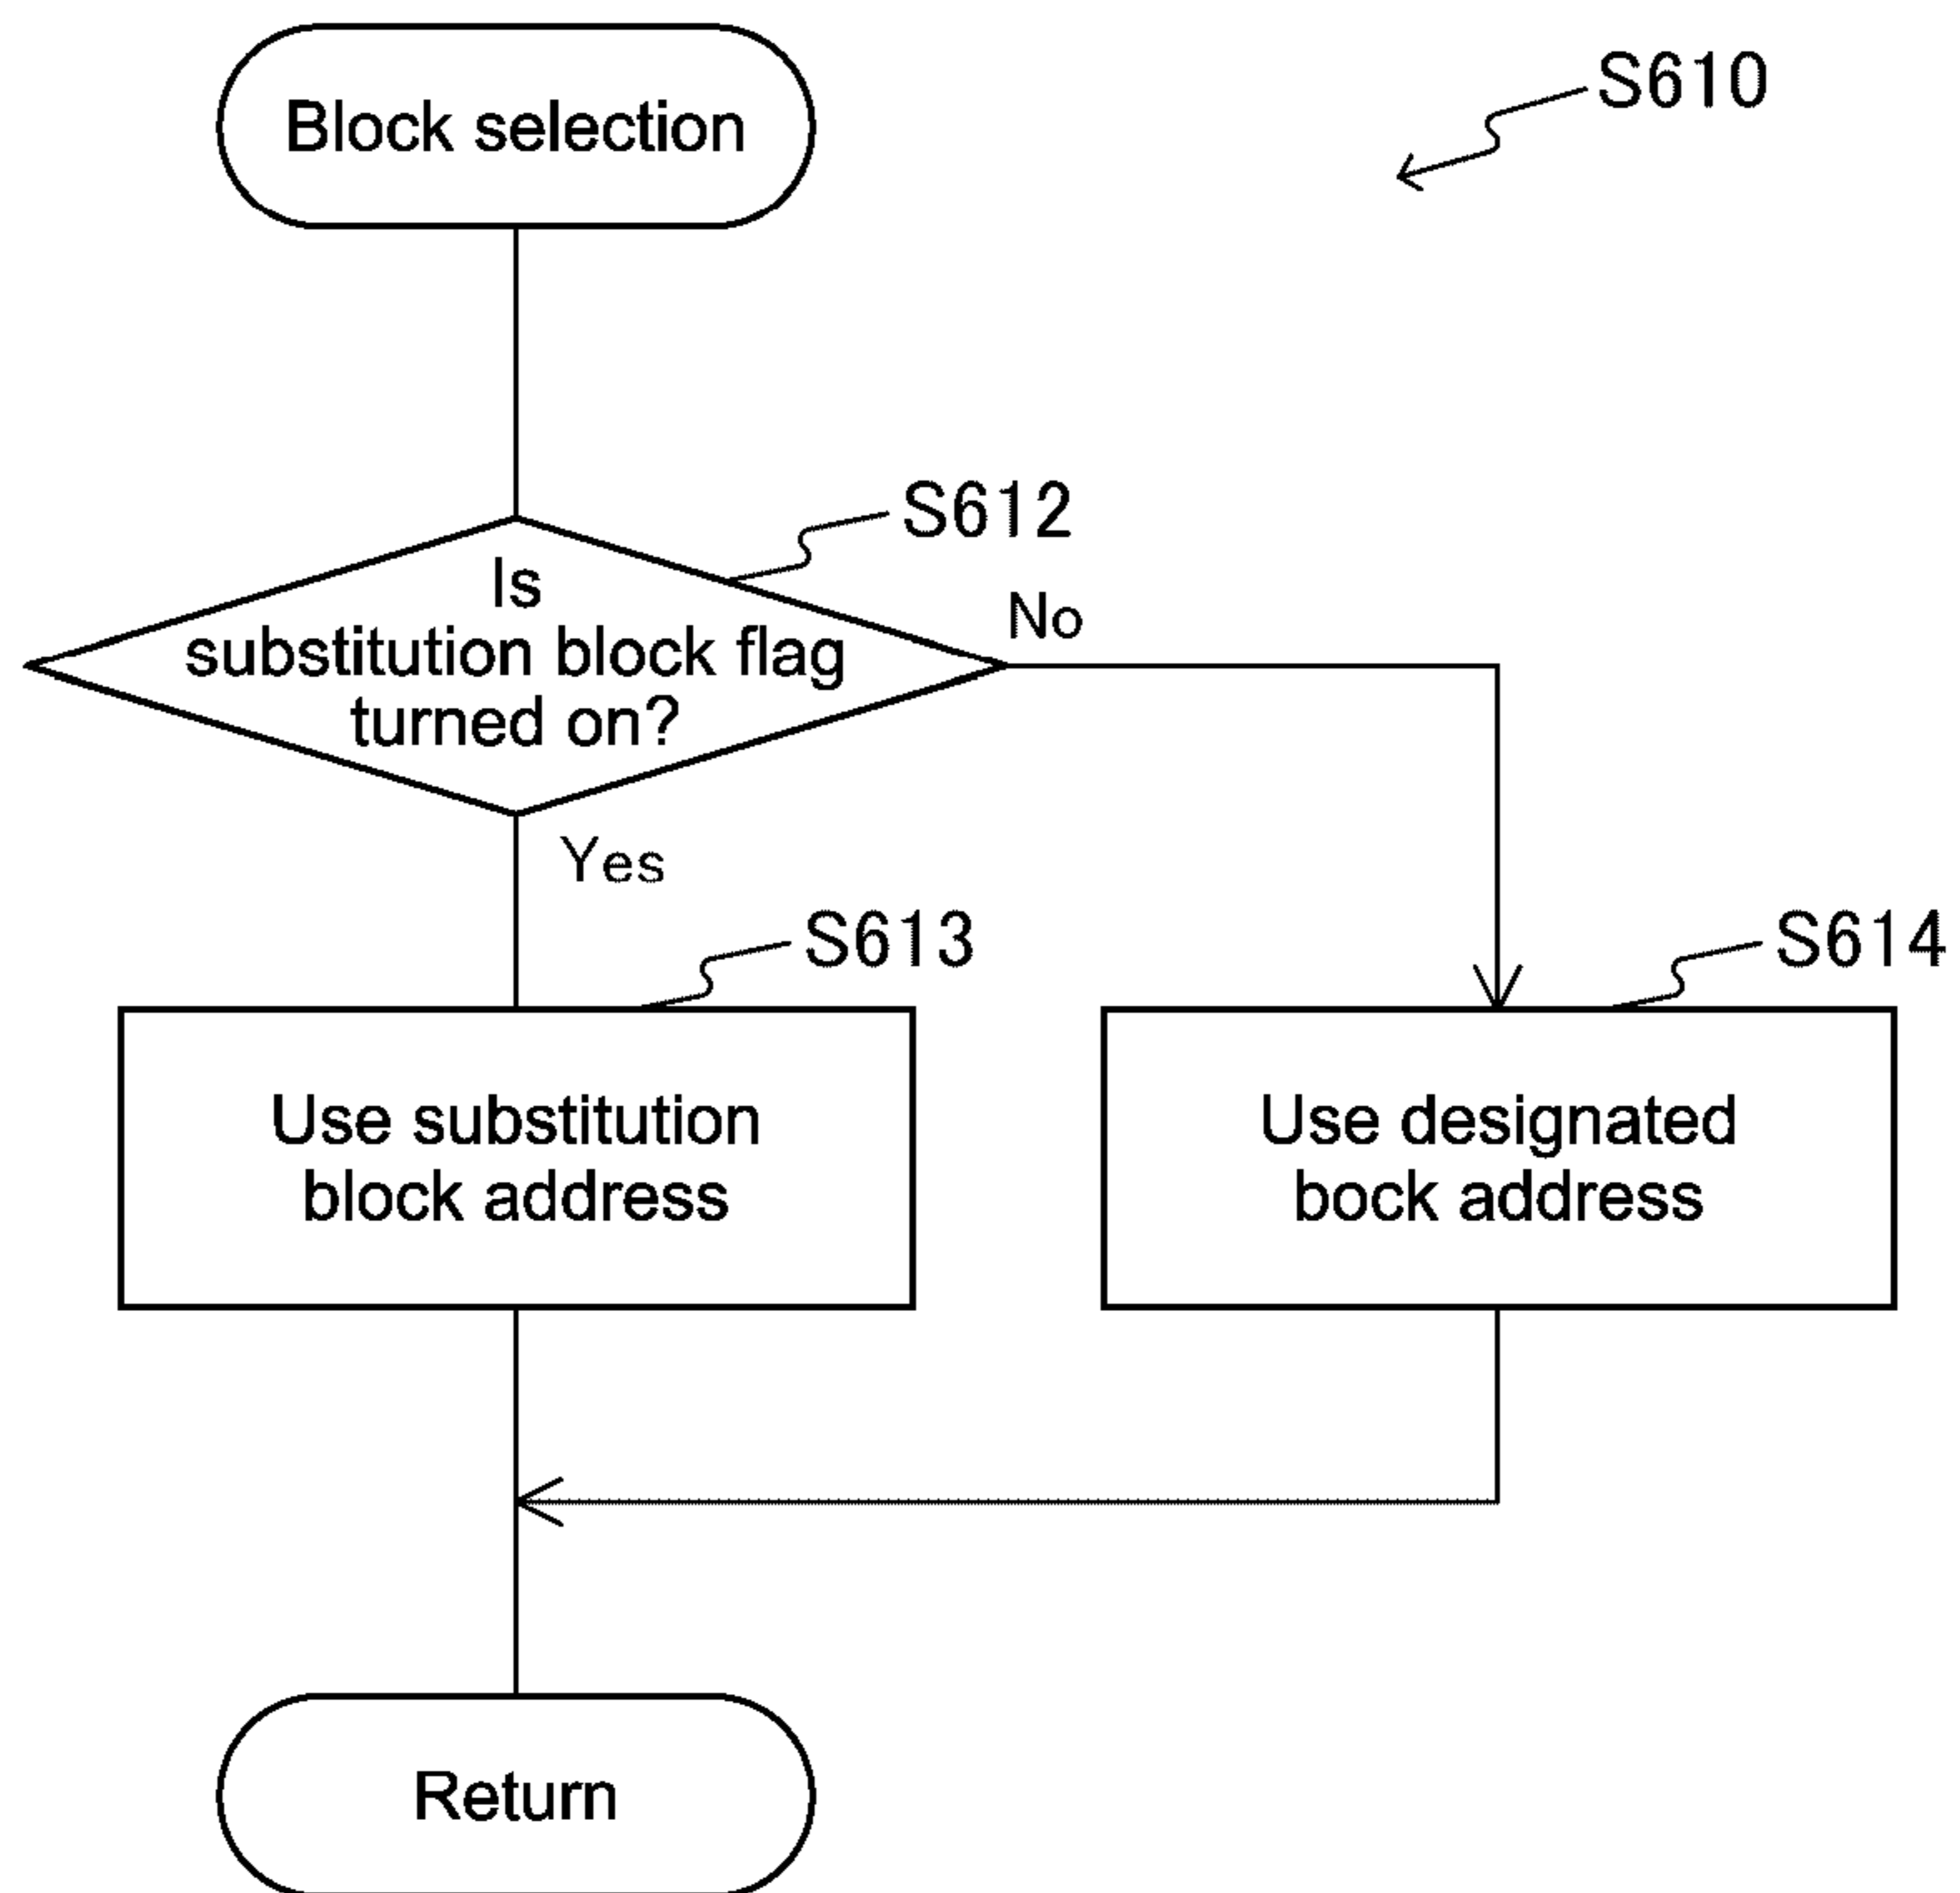 Block selection
S610
S612
Is
substitution block flag
turned on?
No
Yes
S613
S614
Use substitution
block address
Use designated
bock address
Return